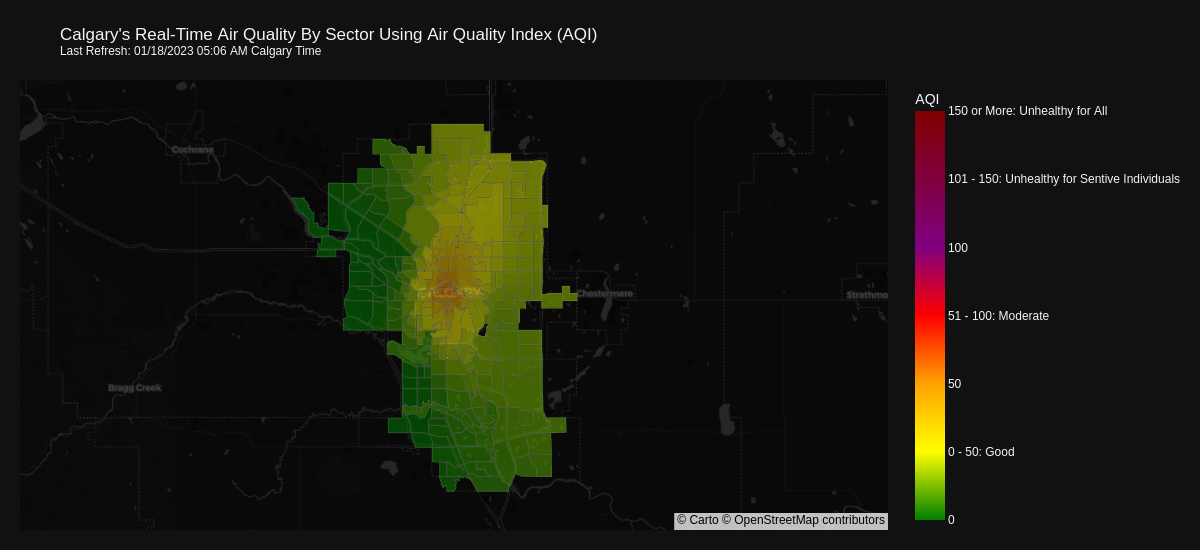 Calgary's Real-Time Air Quality By Sector Using Air Quality Index (AQI)
Last Refresh: 01/18/2023 05:06 AM Calgary Time
AQI
150 or More: Unhealthy for All
101 - 150: Unhealthy for Sentive Individuals
100
51 - 100: Moderate
50
0 - 50: Good
0
Cochrane
CALGARY
Chestermere
Strathmo
Bragg Creek
© Carto © OpenStreetMap contributors